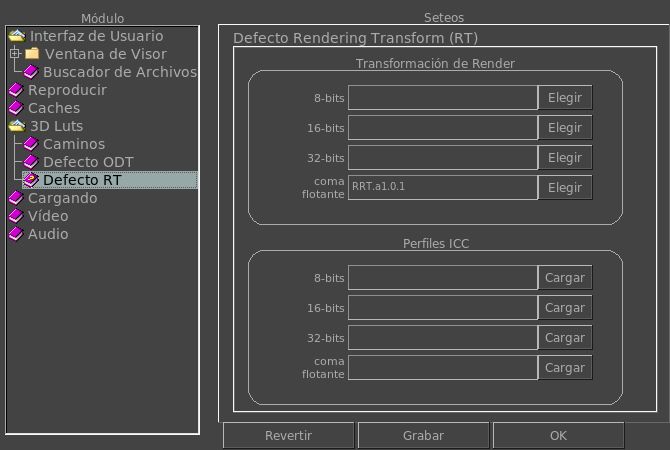 Módulo
Interfaz de Usuario
Ventana de Visor
Buscador de Archivos
Reproducir
Caches
3D Luts
Caminos
Defecto ODT
Defecto RT
Cargando
Vídeo
Audio
Seteos
Defecto Rendering Transform (RT)
Transformación de Render
8-bits Elegir
16-bits Elegir
32-bits Elegir
coma
flotante RRT.a1.0.1 Elegir
Perfiles ICC
8-bits Cargar
16-bits Cargar
32-bits Cargar
coma
flotante Cargar
Revertir Grabar OK